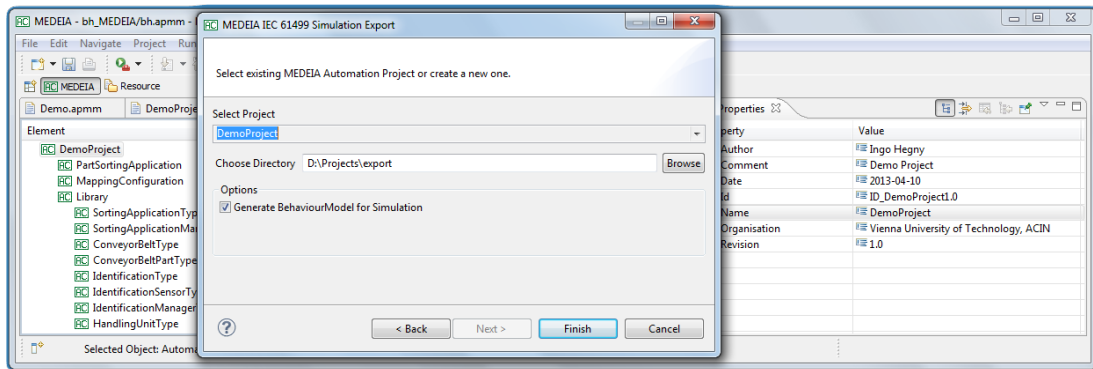 MEDEIA - bh_MEDEIA/bh.apmm -
File Edit Navigate Project Run
MEDEIA Resource
Demo.apmm DemoProje
Element
DemoProject
PartSortingApplication
MappingConfiguration
Library
SortingApplicationTyp
SortingApplicationMa
ConveyorBeltType
ConveyorBeltPartType
IdentificationType
IdentificationSensorTy
IdentificationManager
HandlingUnitType
Selected Object: Automa
MEDEIA IEC 61499 Simulation Export
Select existing MEDEIA Automation Project or create a new one.
Select Project
DemoProject
Choose Directory D:\Projects\export Browse
Options
Generate BehaviourModel for Simulation
< Back Next > Finish Cancel
roperties
perty Value
Author Ingo Hegny
Comment Demo Project
Date 2013-04-10
d ID_DemoProject1.0
Name DemoProject
Organisation Vienna University of Technology, ACIN
Revision 1.0